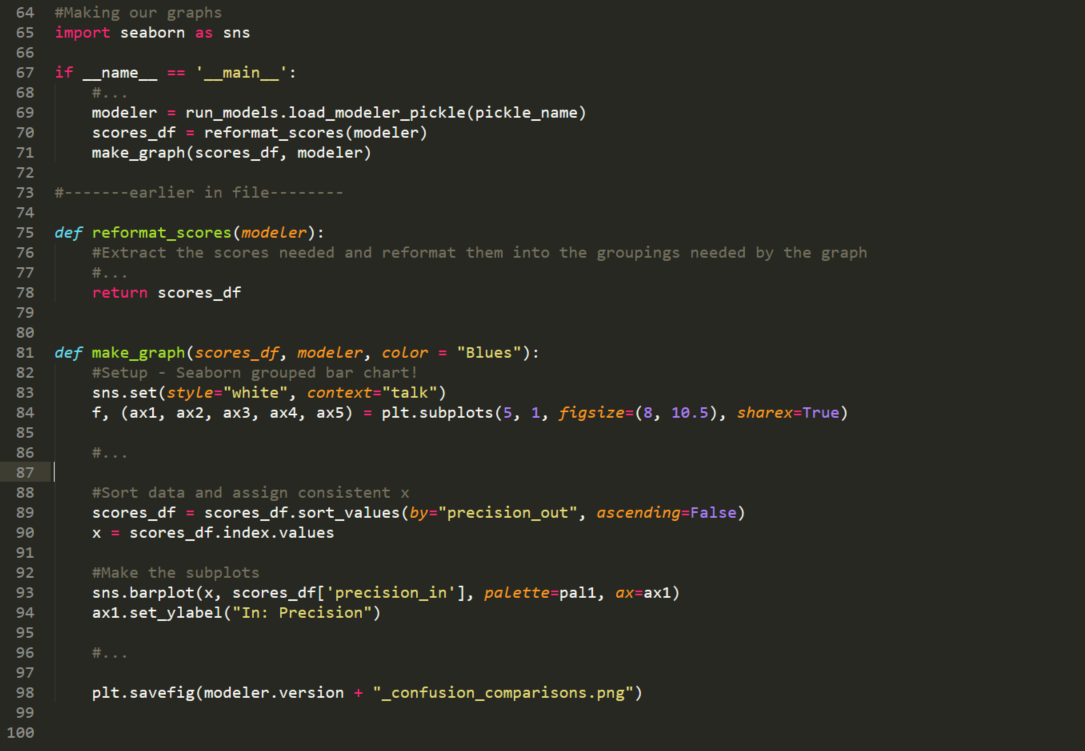 64 #Making our graphs
65 import seaborn as sns
66
67 if __name__ == '__main__':
68     #...
69     modeler = run_models.load_modeler_pickle(pickle_name)
70     scores_df = reformat_scores(modeler)
71     make_graph(scores_df, modeler)
72
73 #-------earlier in file--------
74
75 def reformat_scores(modeler):
76     #Extract the scores needed and reformat them into the groupings needed by the graph
77     #...
78     return scores_df
79
80
81 def make_graph(scores_df, modeler, color = "Blues"):
82     #Setup - Seaborn grouped bar chart!
83     sns.set(style="white", context="talk")
84     f, (ax1, ax2, ax3, ax4, ax5) = plt.subplots(5, 1, figsize=(8, 10.5), sharex=True)
85
86     #...
87
88     #Sort data and assign consistent x
89     scores_df = scores_df.sort_values(by="precision_out", ascending=False)
90     x = scores_df.index.values
91
92     #Make the subplots
93     sns.barplot(x, scores_df['precision_in'], palette=pal1, ax=ax1)
94     ax1.set_ylabel("In: Precision")
95
96     #...
97
98     plt.savefig(modeler.version + "_confusion_comparisons.png")
99
100